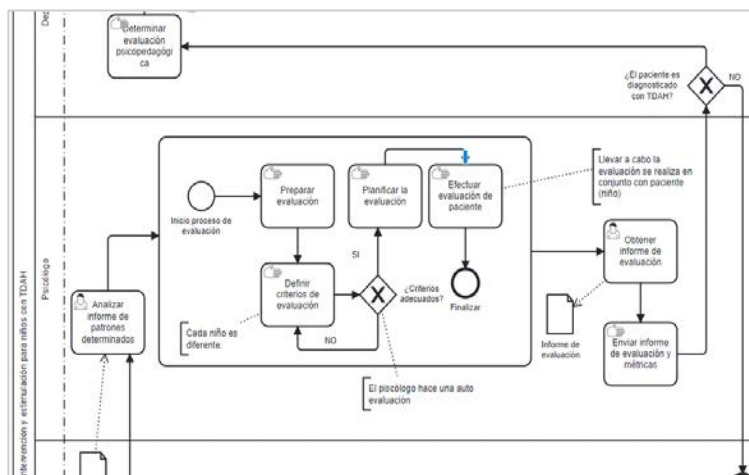 Determinar
evaluación
psicopedagógi
ca
¿El paciente es
diagnosticado
con TDAH?
NO
ntervención y estimulación para niños con TDAH
Psicólogo
Inicio proceso de
evaluación
Preparar
evaluación
Planificar la
evaluación
Efectuar
evaluación de
paciente
Llevar a cabo la
evaluación se realiza en
conjunto con paciente
(niño)
SI
Definir
criterios de
evaluación
¿Criterios
adecuados?
Finalizar
NO
Cada niño es
diferente.
El piscólogo hace una auto
evaluación
Analizar
informe de
patrones
determinados
Obtener
informe de
evaluación
Informe de
evaluación
Enviar informe
de evaluación y
métricas